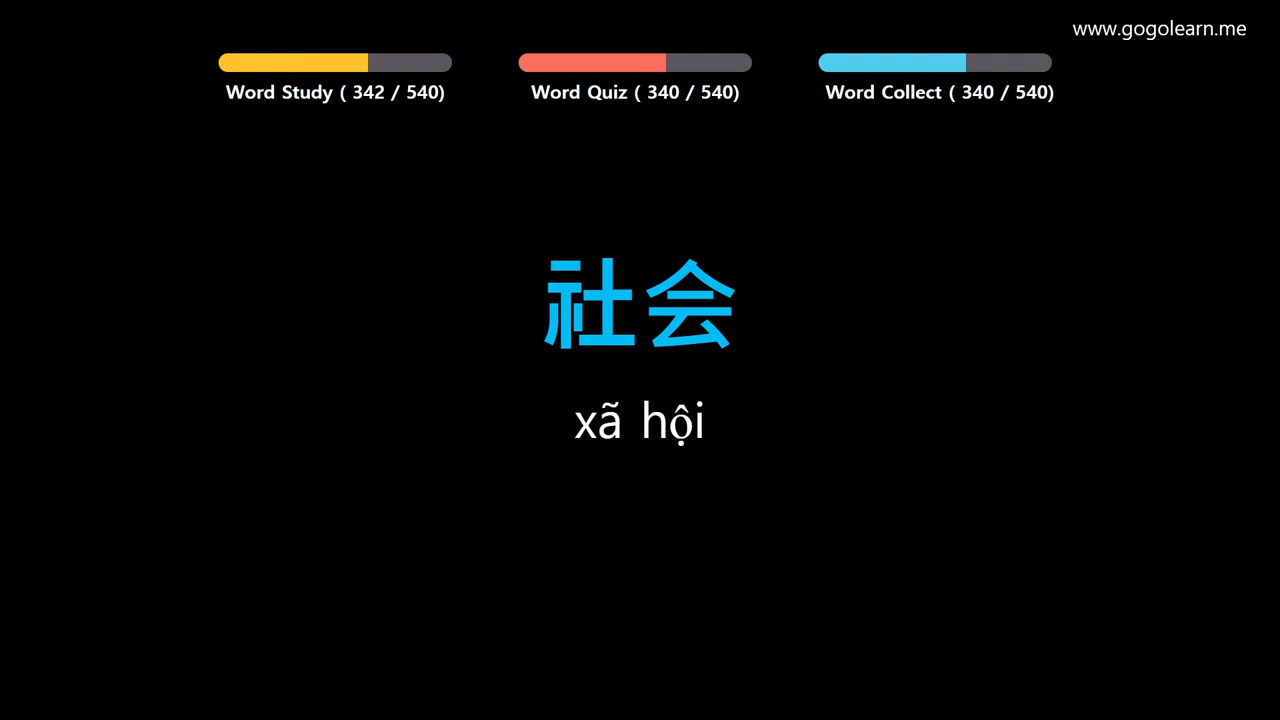 www.gogolearn.me
Word Study ( 342 / 540)
Word Quiz ( 340 / 540)
Word Collect ( 340 / 540)
社会
xã hội